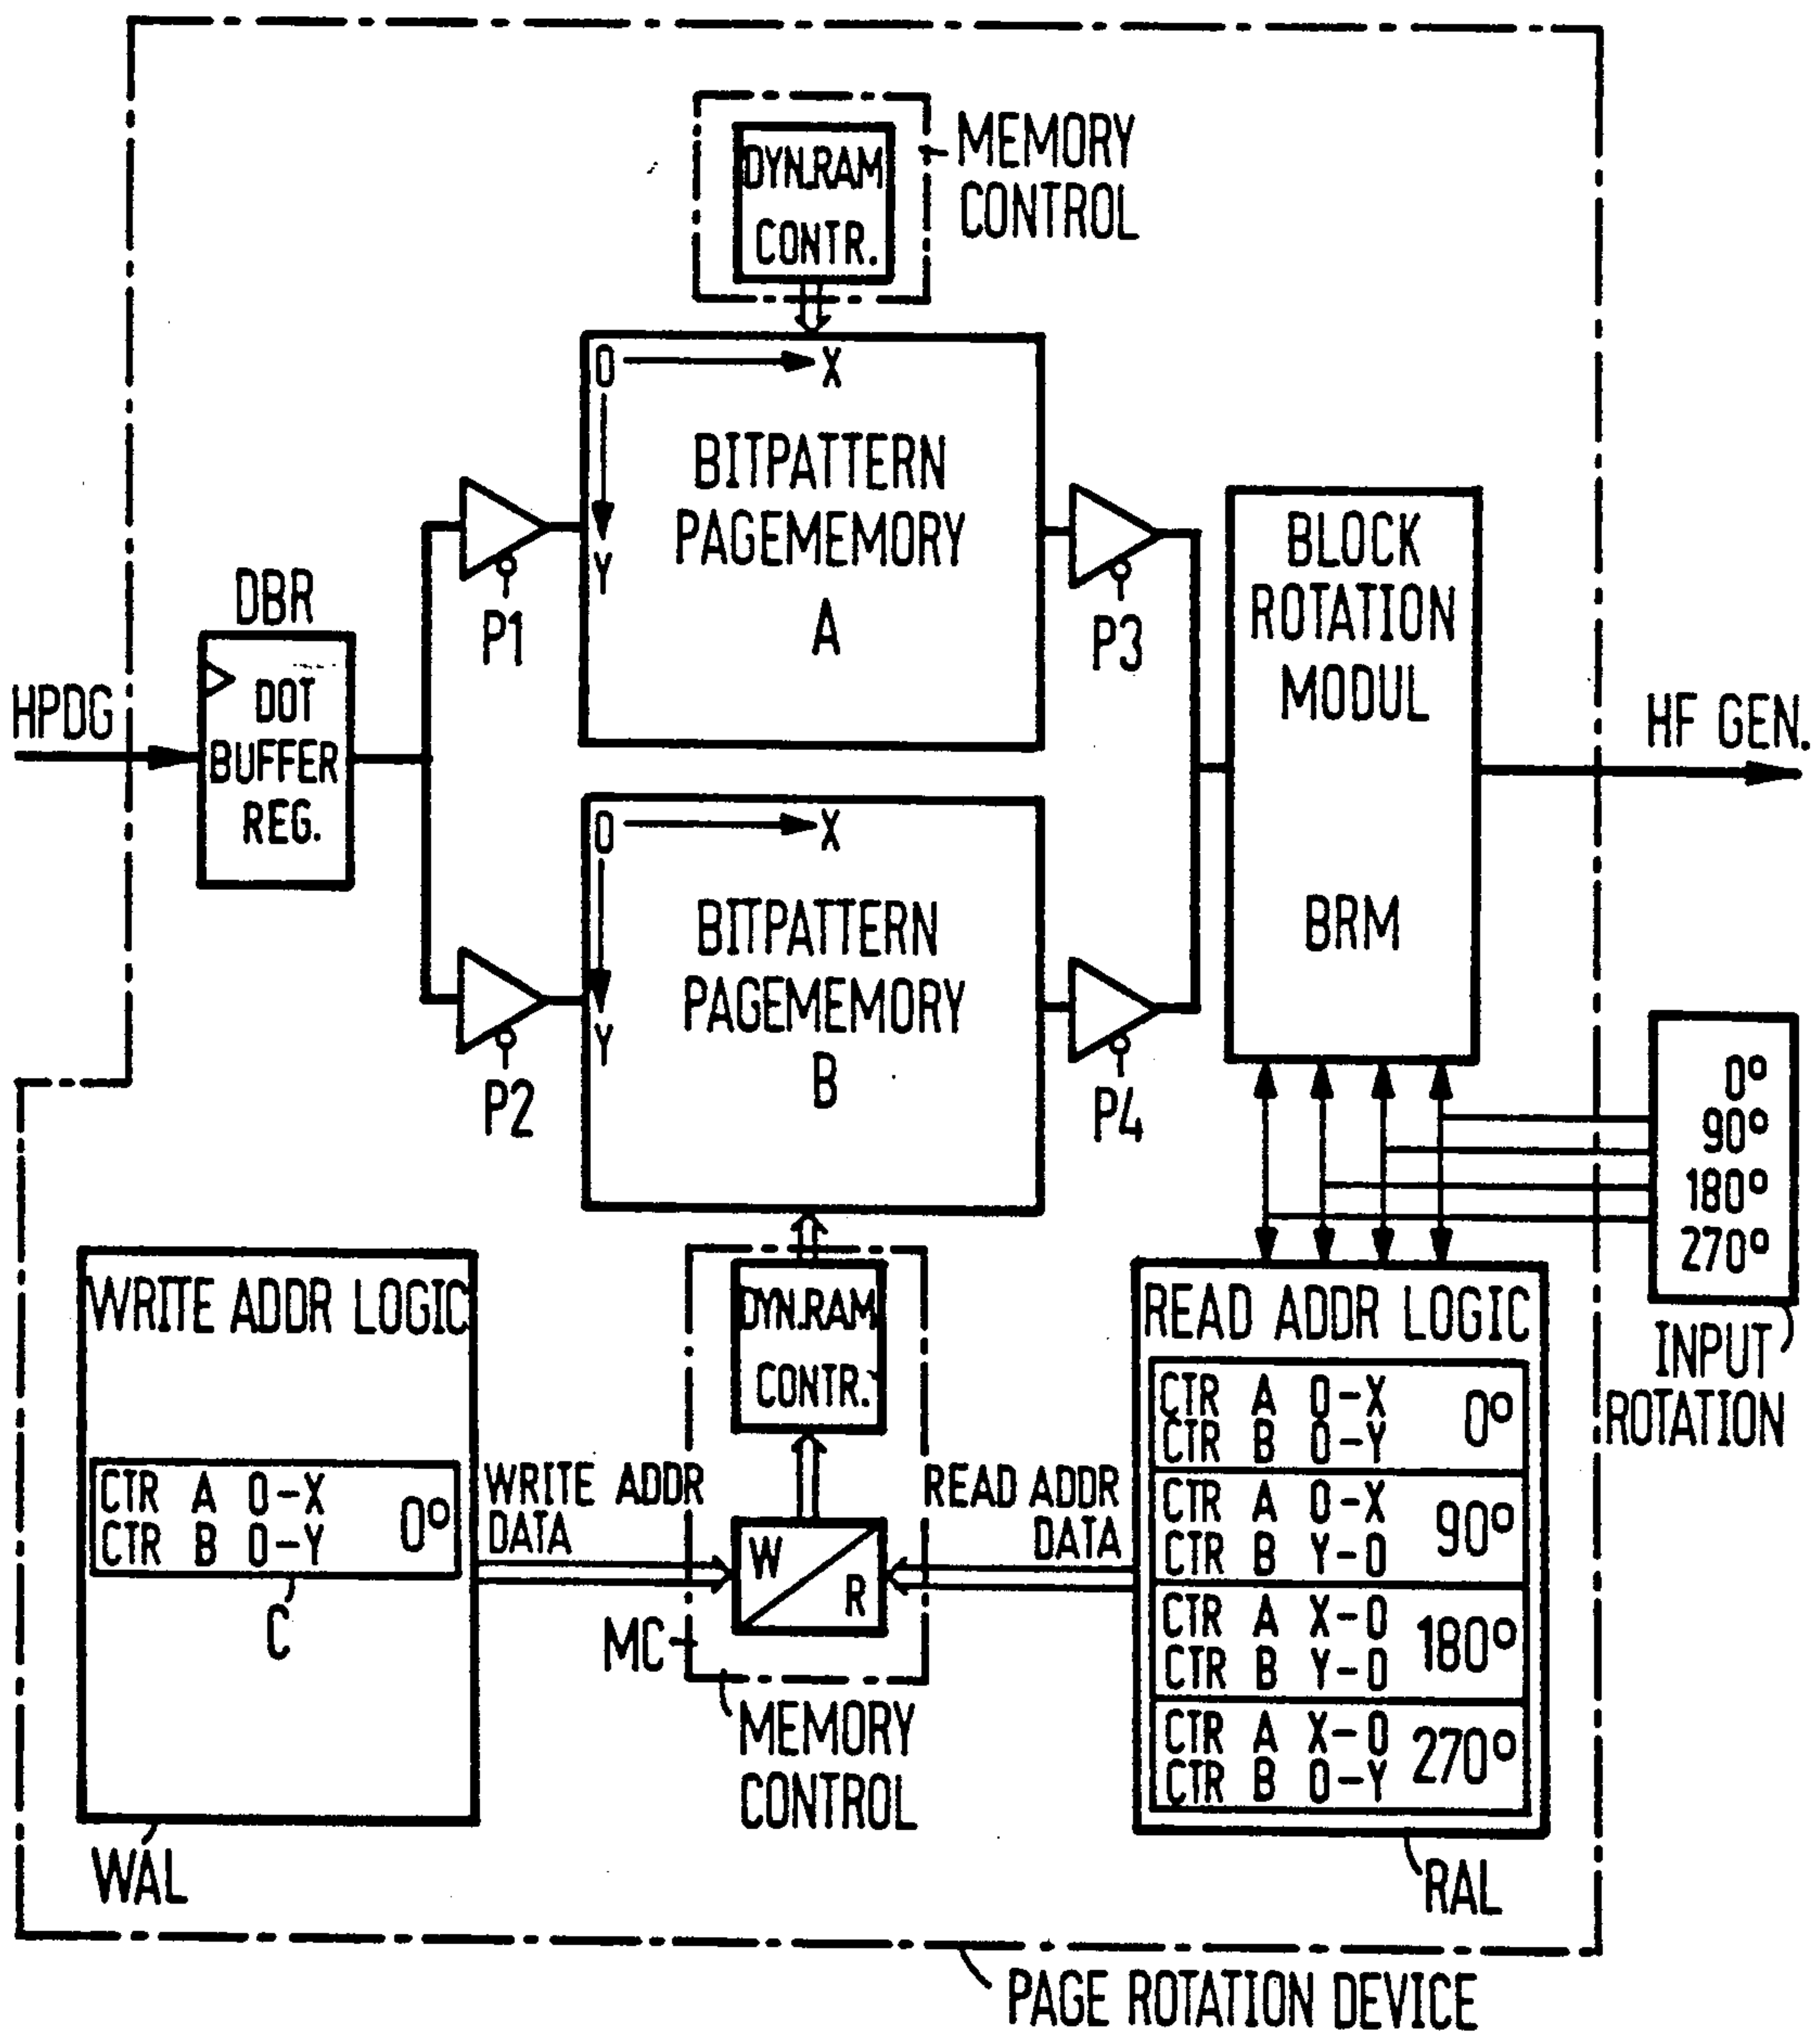 DYN.RAM
CONTR.
MEMORY
CONTROL
0 X
Y
BITPATTERN
PAGEMEMORY
A
P1
P3
DBR
DOT
BUFFER
REG.
HPDG
BLOCK
ROTATION
MODUL
BRM
HF GEN.
0 X
Y
BITPATTERN
PAGEMEMORY
B
P2
P4
0°
90°
180°
270°
INPUT
ROTATION
WRITE ADDR LOGIC
CTR A 0-X
CTR B 0-Y
0°
C
WAL
WRITE ADDR
DATA
DYN.RAM
CONTR.
W
R
MC
MEMORY
CONTROL
READ ADDR
DATA
READ ADDR LOGIC
CTR A 0-X
CTR B 0-Y
0°
CTR A 0-X
CTR B Y-0
90°
CTR A X-0
CTR B Y-0
180°
CTR A X-0
CTR B 0-Y
270°
RAL
PAGE ROTATION DEVICE